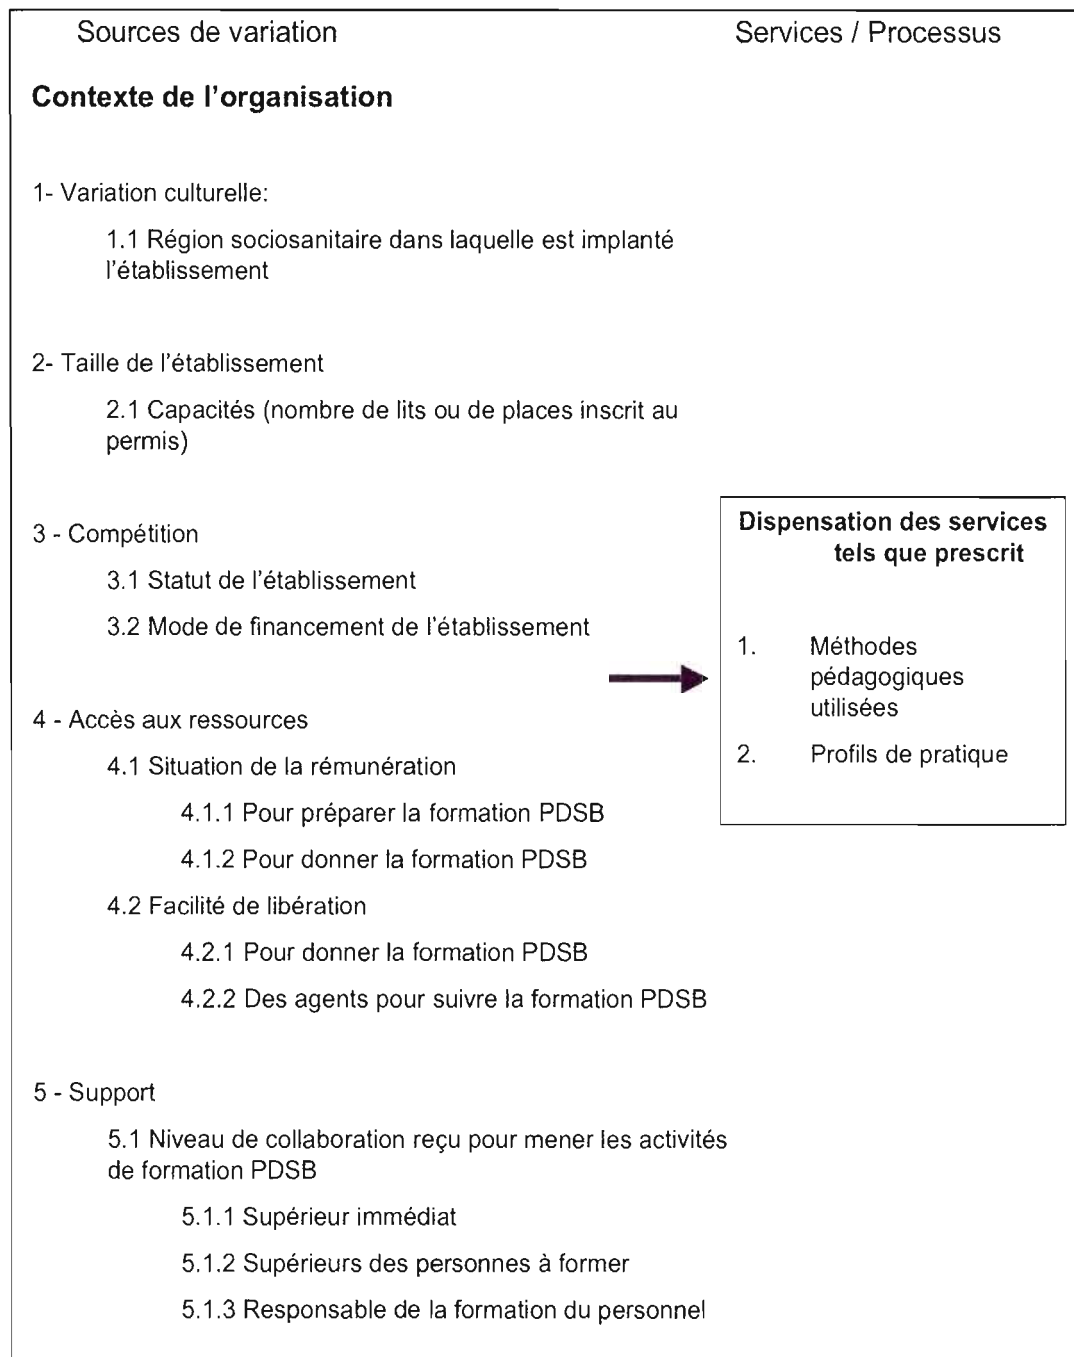 Sources de variation
Services / Processus
Contexte de l'organisation
1- Variation culturelle:
1.1 Région sociosanitaire dans laquelle est implanté
l'établissement
2- Taille de l'établissement
2.1 Capacités (nombre de lits ou de places inscrit au
permis)
3 - Compétition
3.1 Statut de l'établissement
3.2 Mode de financement de l'établissement
4 - Accès aux ressources
4.1 Situation de la rémunération
4.1.1 Pour préparer la formation PDSB
4.1.2 Pour donner la formation PDSB
4.2 Facilité de libération
4.2.1 Pour donner la formation PDSB
4.2.2 Des agents pour suivre la formation PDSB
5 - Support
5.1 Niveau de collaboration reçu pour mener les activités
de formation PDSB
5.1.1 Supérieur immédiat
5.1.2 Supérieurs des personnes à former
5.1.3 Responsable de la formation du personnel
Dispensation des services
tels que prescrit
1. Méthodes
pédagogiques
utilisées
2. Profils de pratique